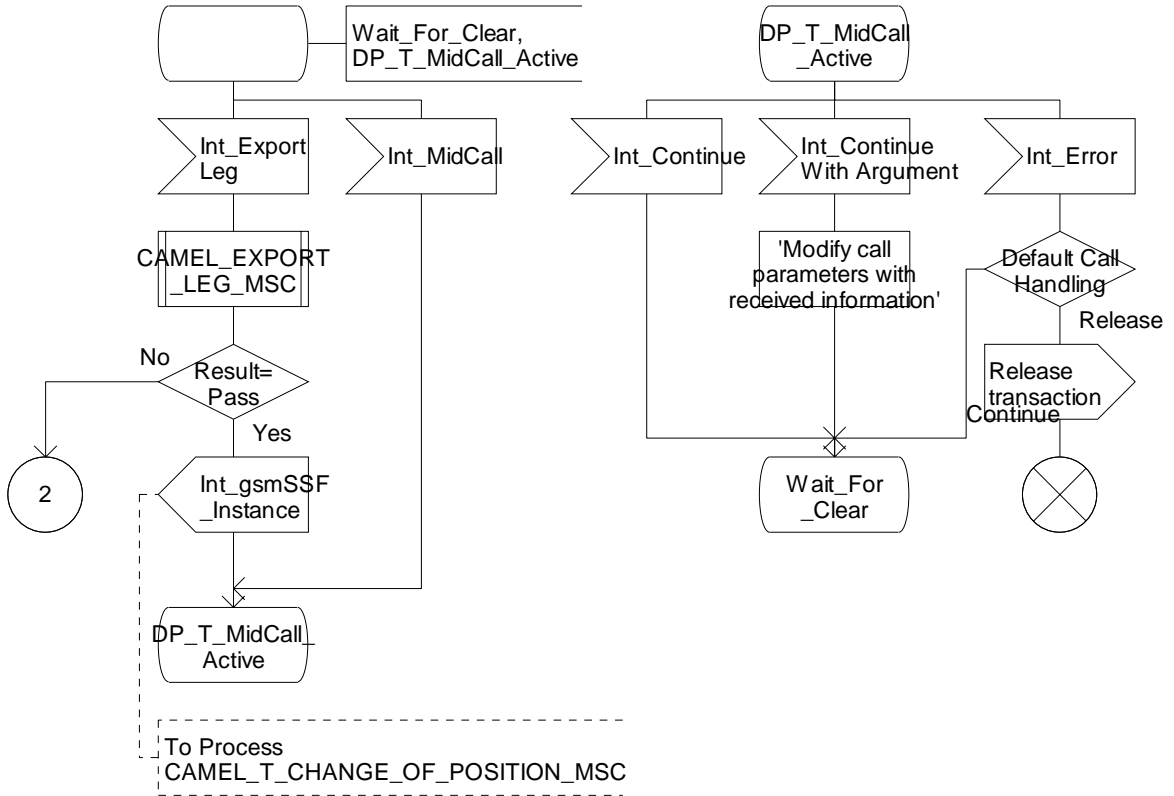 Wait_For_Clear,
DP_T_MidCall_Active
Int_Export
Leg
Int_MidCall
CAMEL_EXPORT
_LEG_MSC
No
Result=
Pass
Yes
2
Int_gsmSSF
_Instance
DP_T_MidCall_
Active
To Process
CAMEL_T_CHANGE_OF_POSITION_MSC
DP_T_MidCall
_Active
Int_Continue
Int_Continue
With Argument
Int_Error
'Modify call
parameters with
received information'
Default Call
Handling
Release
Release
transaction
Continue
Wait_For
_Clear